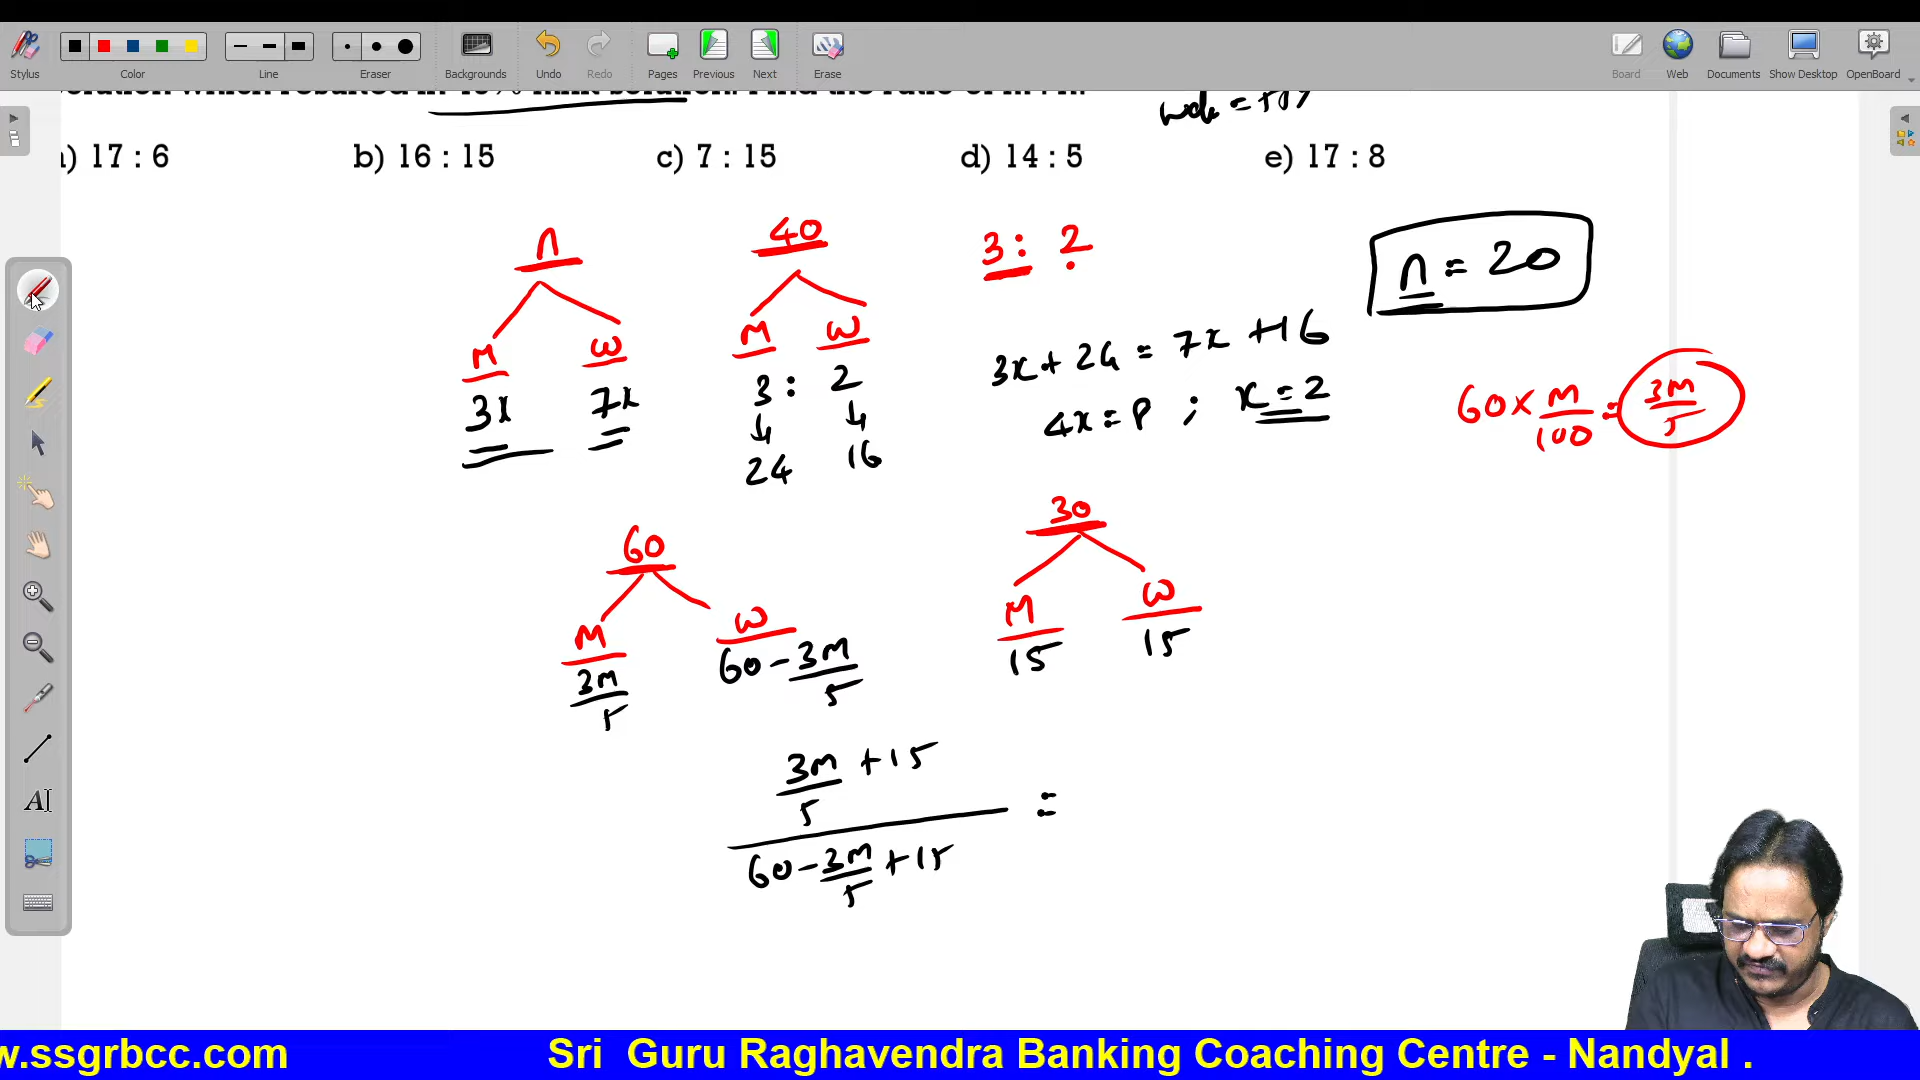 Stylus Color Line Eraser Backgrounds Undo Redo Pages Previous Next Erase Board Web Documents Show Desktop OpenBoard
) 17 : 6 b) 16 : 15 c) 7 : 15 d) 14 : 5 e) 17 : 8
n 40 3 : 2 n = 20
M W M W
3x 7x 3 : 2
24 16
3x + 24 = 7x + 16
4x = 8 ; x = 2
60 × M/100 = 3M/5
60 30
M W M W
3M/5 60 - 3M/5 15 15
3M/5 + 15
=
60 - 3M/5 + 15
w.ssgrbcc.com Sri Guru Raghavendra Banking Coaching Centre - Nandyal .